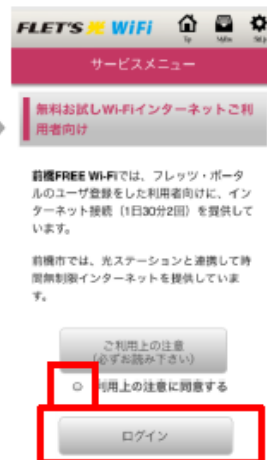 FLET'S 光 WiFi
サービスメニュー
無料お試しWi-Fiインターネットご利
用者向け
前橋FREE Wi-Fiでは、フレッツ・ポータ
ルのユーザ登録をした利用者向けに、イン
ターネット接続（1日30分2回）を提供して
います。
前橋市では、光ステーションと連携して時
間無制限インターネットを提供していま
す。
ご利用上の注意
（必ずお読み下さい）
利用上の注意に同意する
ログイン